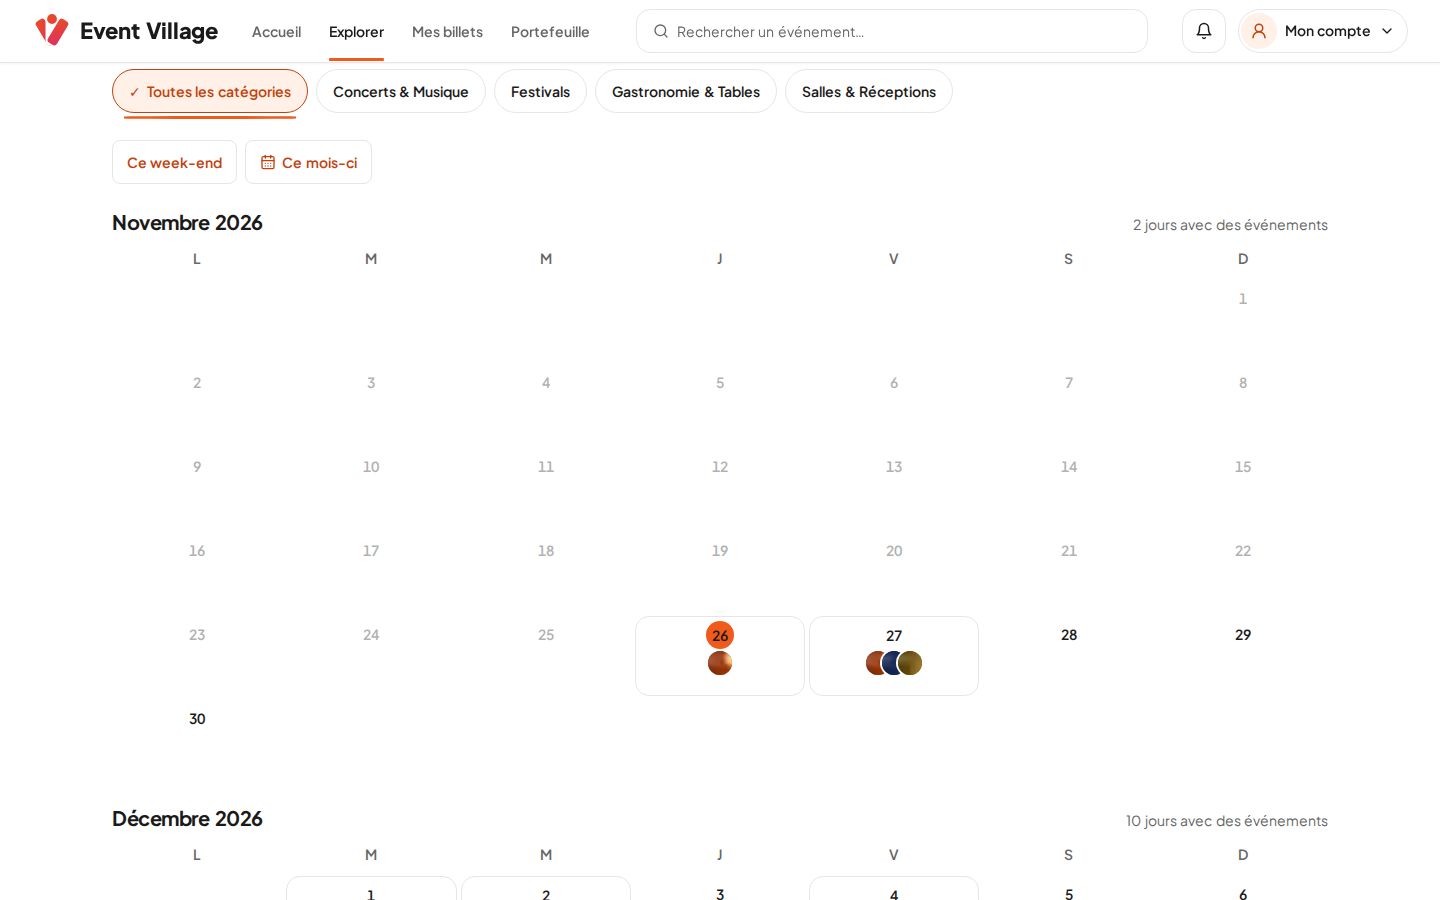 Event Village Accueil Explorer Mes billets Portefeuille Rechercher un événement... Mon compte
✓ Toutes les catégories Concerts & Musique Festivals Gastronomie & Tables Salles & Réceptions
Ce week-end Ce mois-ci
Novembre 2026 2 jours avec des événements
L M M J V S D
1
2 3 4 5 6 7 8
9 10 11 12 13 14 15
16 17 18 19 20 21 22
23 24 25 26 27 28 29
30
Décembre 2026 10 jours avec des événements
L M M J V S D
1 2 3 4 5 6